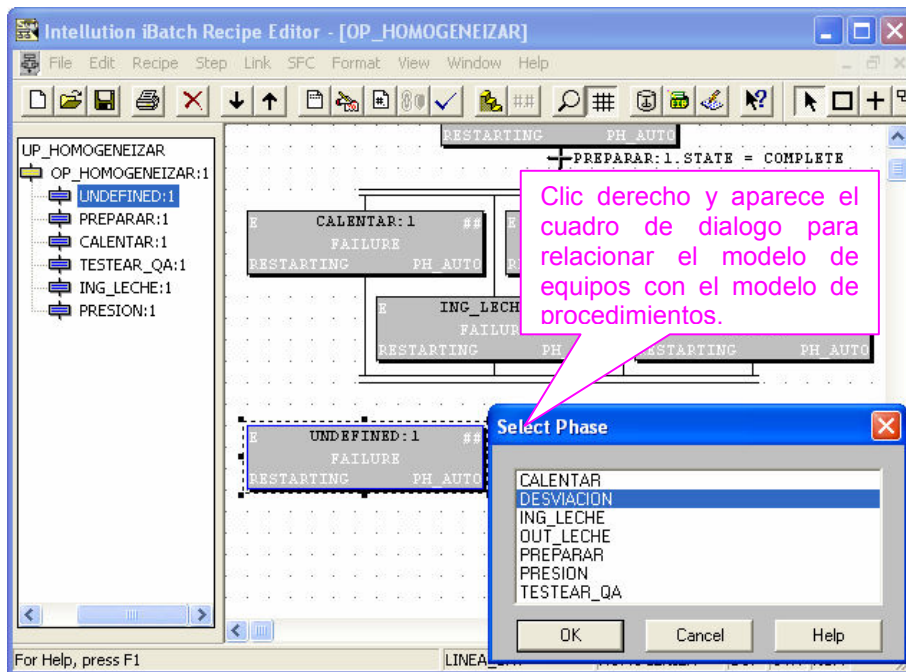 Intellution iBatch Recipe Editor - [OP_HOMOGENEIZAR]
File Edit Recipe Step Link SFC Format View Window Help
UP_HOMOGENEIZAR
OP_HOMOGENEIZAR:1
UNDEFINED:1
PREPARAR:1
CALENTAR:1
TESTEAR_QA:1
ING_LECHE:1
PRESION:1
RESTARTING PH_AUTO
PREPARAR:1.STATE = COMPLETE
E CALENTAR:1 ##
FAILURE
RESTARTING PH_AUTO
Clic derecho y aparece el
cuadro de dialogo para
relacionar el modelo de
equipos con el modelo de
procedimientos.
E ING_LECH
FAILUR
RESTARTING PH
RESTARTING PH_AUTO
E UNDEFINED:1 ##
FAILURE
RESTARTING PH_AUTO
Select Phase
CALENTAR
DESVIACION
ING_LECHE
OUT_LECHE
PREPARAR
PRESION
TESTEAR_QA
OK Cancel Help
For Help, press F1